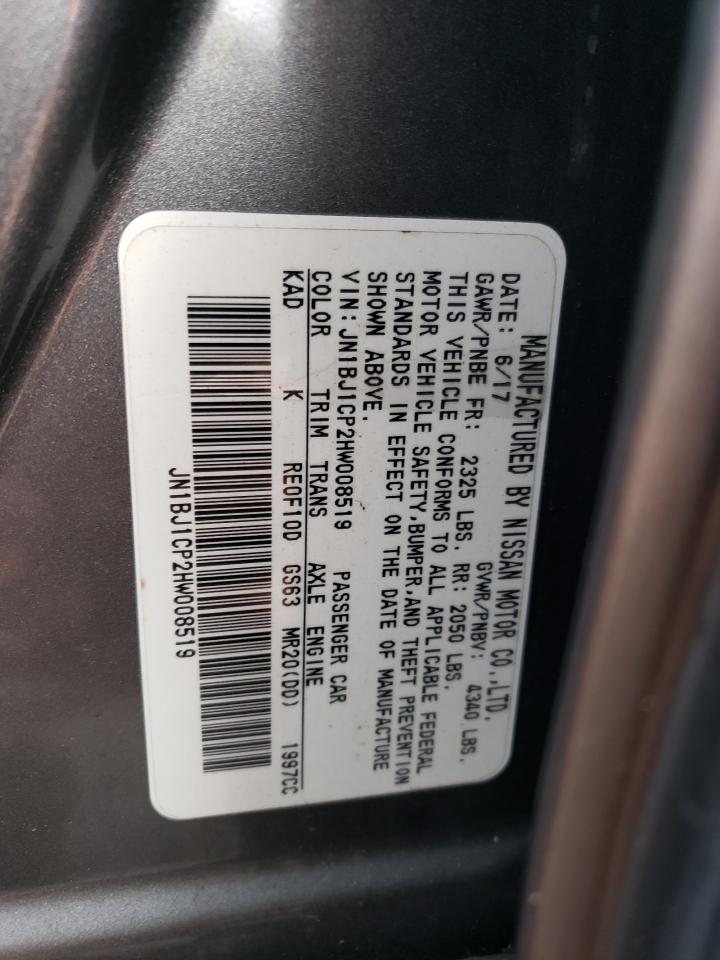 MANUFACTURED BY NISSAN MOTOR CO.,LTD.
DATE: 6/17 GVWR/PNBV: 4340 LBS.
GAWR/PNBE FR: 2325 LBS. RR: 2050 LBS.
THIS VEHICLE CONFORMS TO ALL APPLICABLE FEDERAL
MOTOR VEHICLE SAFETY,BUMPER,AND THEFT PREVENTION
STANDARDS IN EFFECT ON THE DATE OF MANUFACTURE
SHOWN ABOVE.
VIN: JN1BJ1CP2HW008519 PASSENGER CAR
COLOR TRIM TRANS AXLE ENGINE
KAD K RE0F10D GS63 MR20(DD) 1997CC
JN1BJ1CP2HW008519